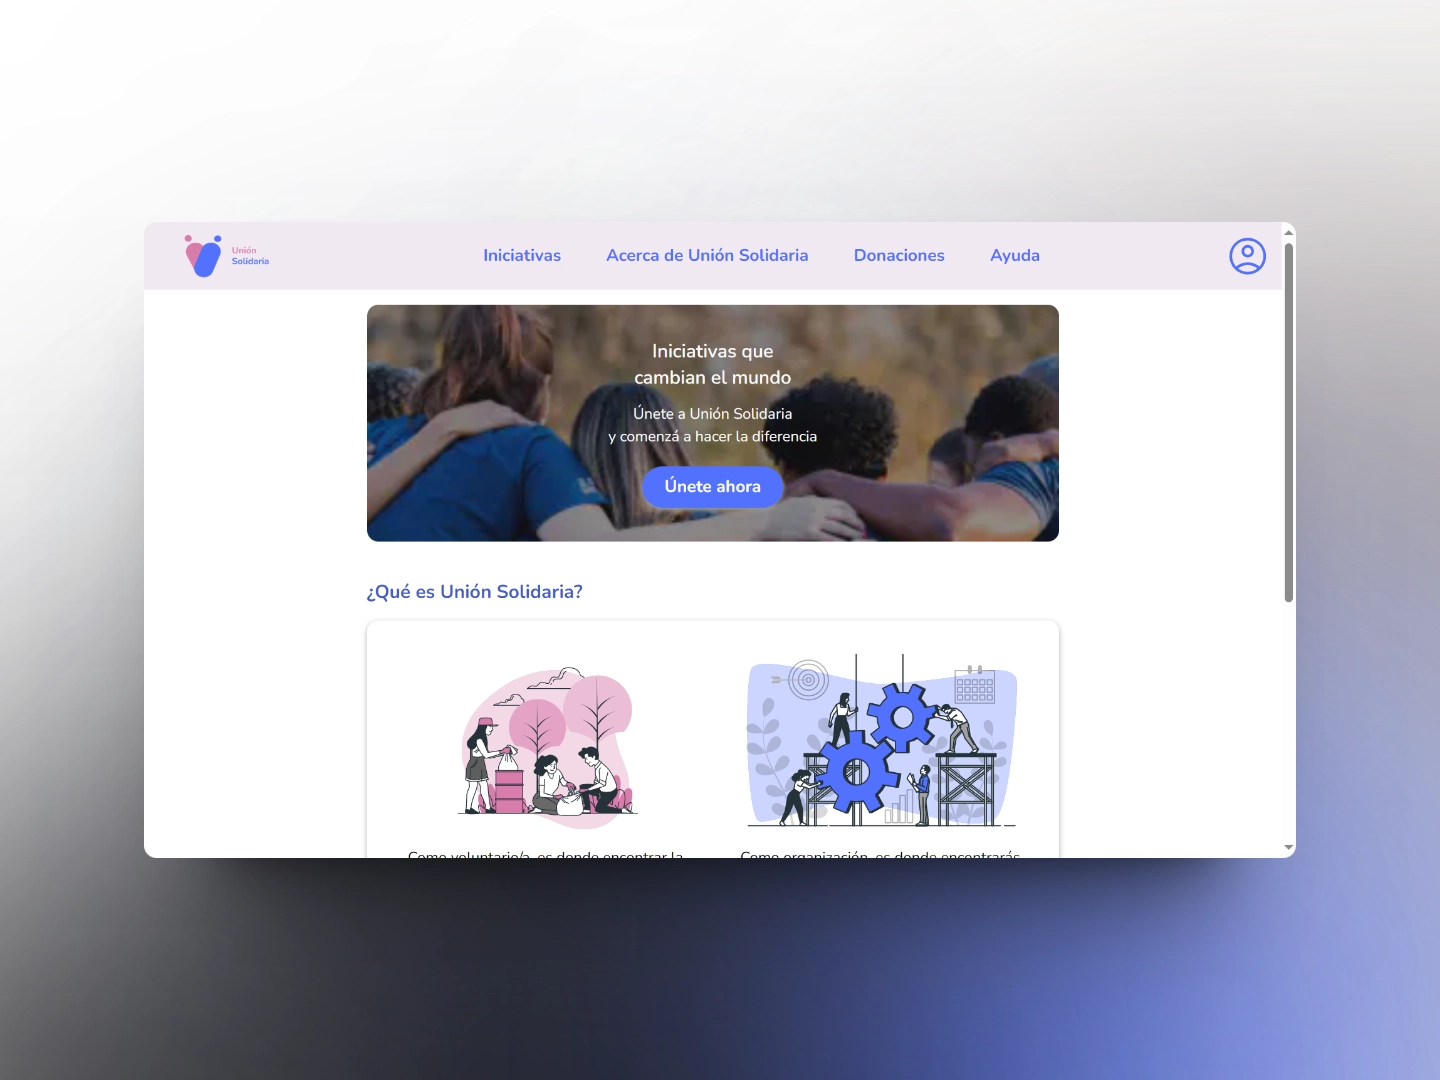 Unión
Solidaria
Iniciativas
Acerca de Unión Solidaria
Donaciones
Ayuda
Iniciativas que
cambian el mundo
Únete a Unión Solidaria
y comenzá a hacer la diferencia
Únete ahora
¿Qué es Unión Solidaria?
Como voluntario/a, es donde encontrar la
Como organización, es donde encontrarás